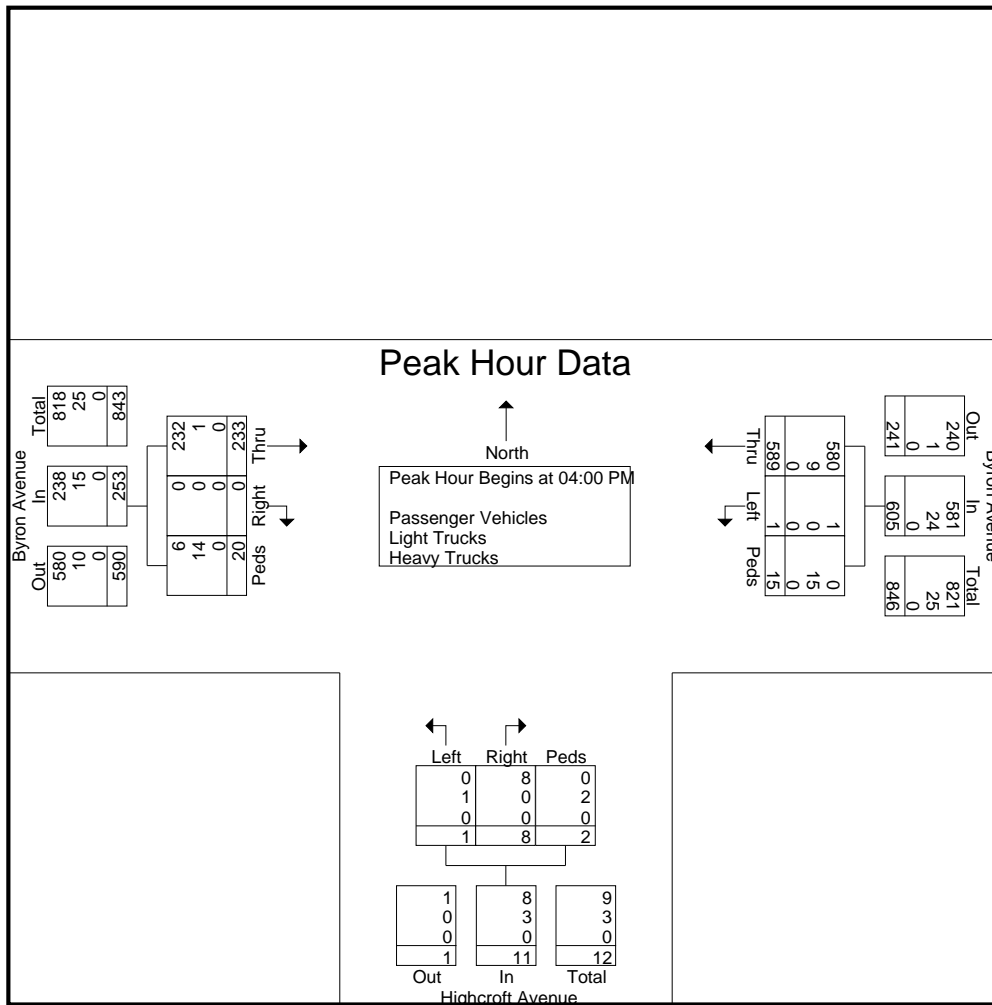 Peak Hour Data
North
Peak Hour Begins at 04:00 PM
Passenger Vehicles
Light Trucks
Heavy Trucks
Byron Avenue
Out In Total
580 238 818
10 15 25
0 0 0
590 253 843
Thru Right Peds
232 0 6
1 0 14
0 0 0
233 0 20
Byron Avenue
Out In Total
240 581 821
1 24 25
0 0 0
241 605 846
Thru Left Peds
580 1 0
9 0 15
0 0 0
589 1 15
Left Right Peds
0 8 0
1 0 2
0 0 0
1 8 2
1 8 9
0 3 3
0 0 0
1 11 12
Out In Total
Highcroft Avenue